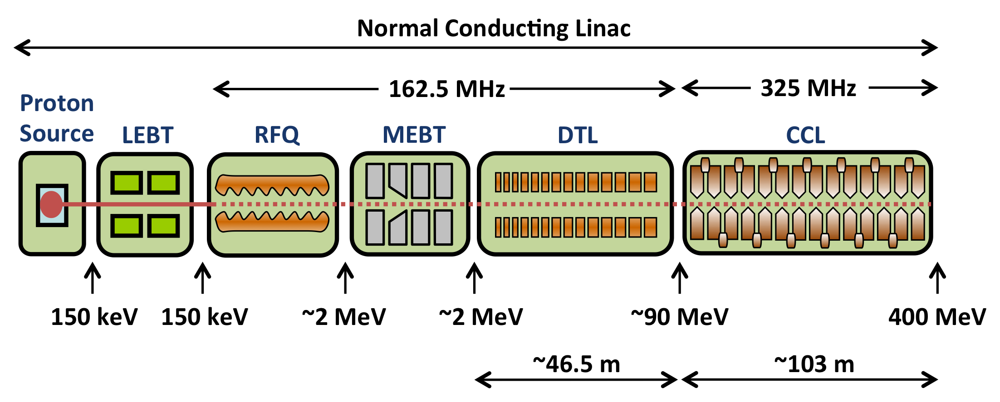 Normal Conducting Linac
162.5 MHz
325 MHz
Proton
Source
LEBT
RFQ
MEBT
DTL
CCL
150 keV
150 keV
~2 MeV
~2 MeV
~90 MeV
400 MeV
~46.5 m
~103 m